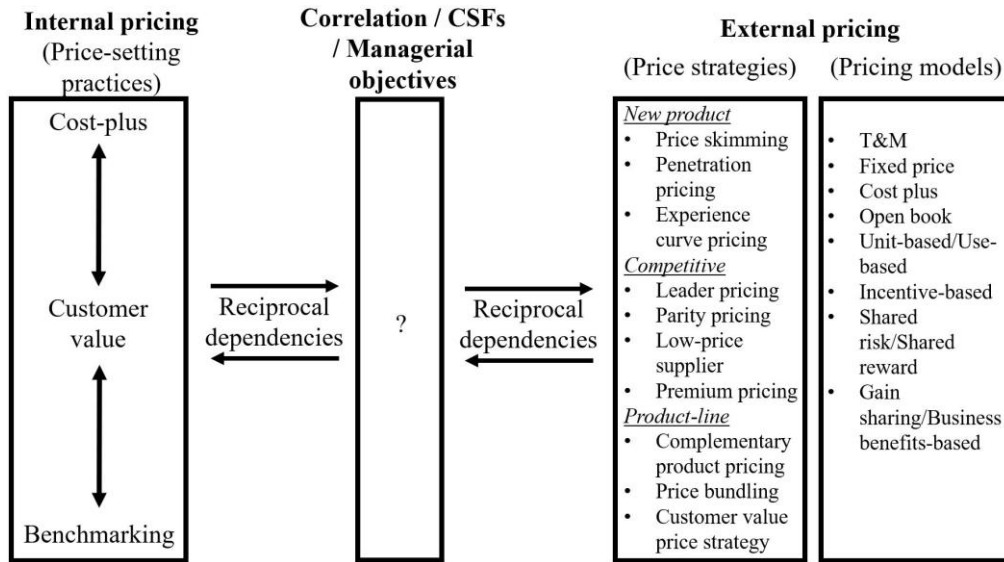 Internal pricing
(Price-setting
practices)
Cost-plus
Customer
value
Benchmarking
Reciprocal
dependencies
Correlation / CSFs
/ Managerial
objectives
?
Reciprocal
dependencies
External pricing
(Price strategies)
New product
• Price skimming
• Penetration
pricing
• Experience
curve pricing
Competitive
• Leader pricing
• Parity pricing
• Low-price
supplier
• Premium pricing
Product-line
• Complementary
product pricing
• Price bundling
• Customer value
price strategy
(Pricing models)
• T&M
• Fixed price
• Cost plus
• Open book
• Unit-based/Use-
based
• Incentive-based
• Shared
risk/Shared
reward
• Gain
sharing/Business
benefits-based